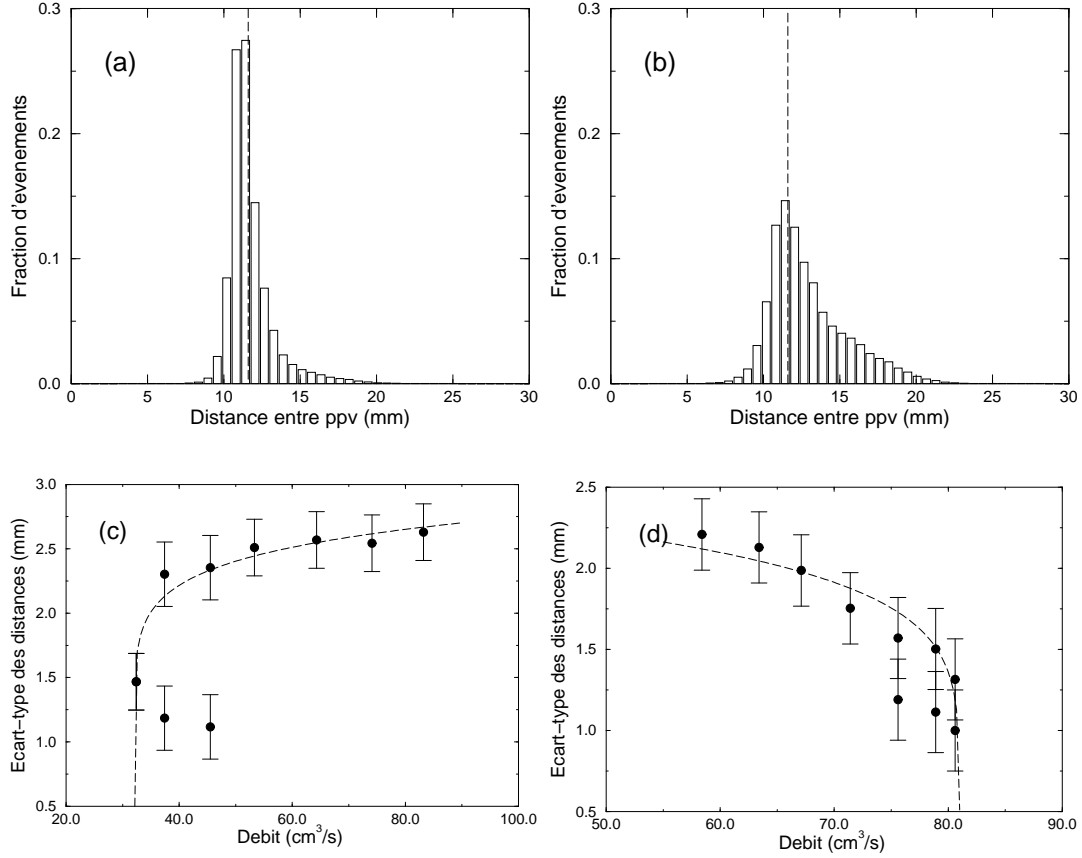 (a)
Fraction d'evenements
0.3
0.2
0.1
0.0
0 5 10 15 20 25 30
Distance entre ppv (mm)
(b)
Fraction d'evenements
0.3
0.2
0.1
0.0
0 5 10 15 20 25 30
Distance entre ppv (mm)
(c)
Ecart-type des distances (mm)
3.0
2.5
2.0
1.5
1.0
0.5
20.0 40.0 60.0 80.0 100.0
Debit (cm³/s)
(d)
Ecart-type des distances (mm)
2.5
2.0
1.5
1.0
0.5
50.0 60.0 70.0 80.0 90.0
Debit (cm³/s)